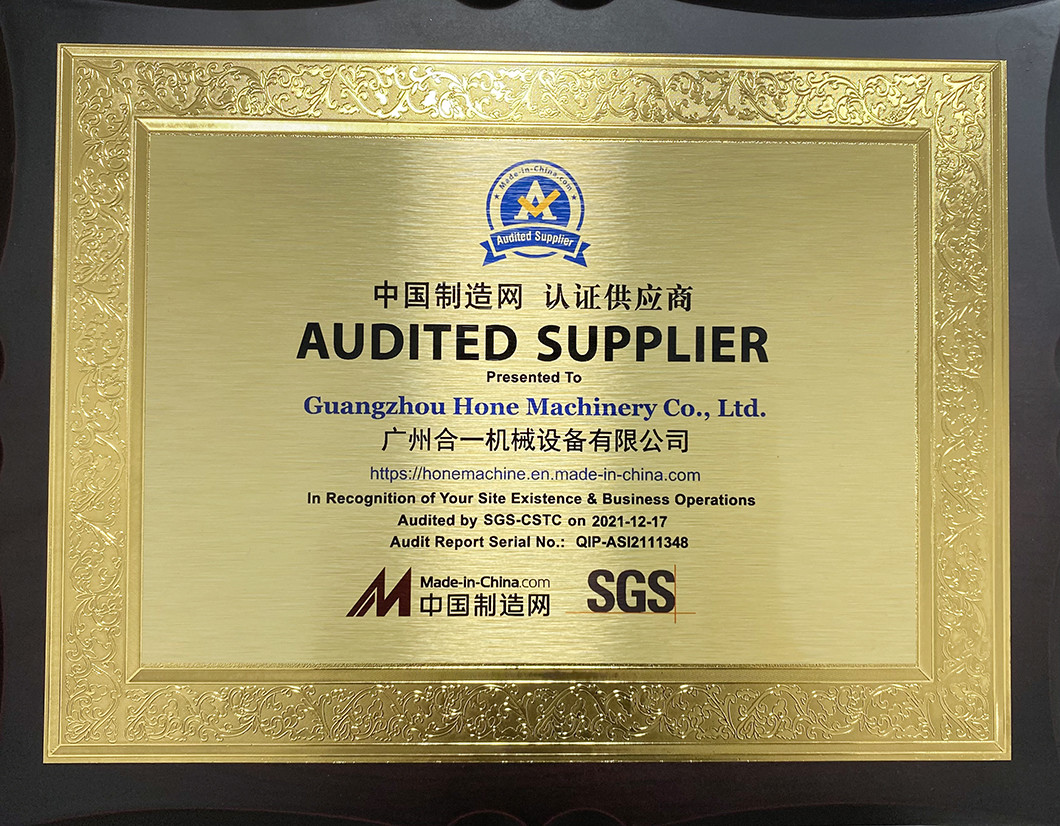 Made-in-China.com
A
Audited Supplier
中国制造网 认证供应商
AUDITED SUPPLIER
Presented To
Guangzhou Hone Machinery Co., Ltd.
广州合一机械设备有限公司
https://honemachine.en.made-in-china.com
In Recognition of Your Site Existence & Business Operations
Audited by SGS-CSTC on 2021-12-17
Audit Report Serial No.: QIP-ASI2111348
Made-in-China.com
中国制造网
SGS